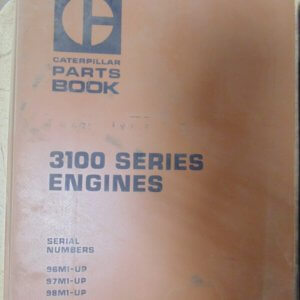 CATERPILLAR
PARTS
BOOK
3100 SERIES
ENGINES
SERIAL
NUMBERS
96M1-UP
97M1-UP
98M1-UP